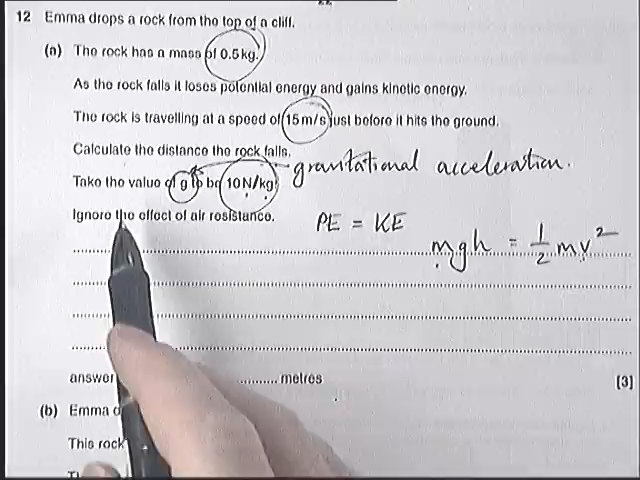 12 Emma drops a rock from the top of a cliff.
(a) The rock has a mass of 0.5 kg.
As the rock falls it loses potential energy and gains kinetic energy.
The rock is travelling at a speed of 15 m/s just before it hits the ground.
Calculate the distance the rock falls.
gravitational acceleration.
Take the value of g to be 10 N/kg.
Ignore the effect of air resistance.
PE = KE
mgh = 1/2 mv²
answer .......... metres
[3]
(b) Emma
This rock